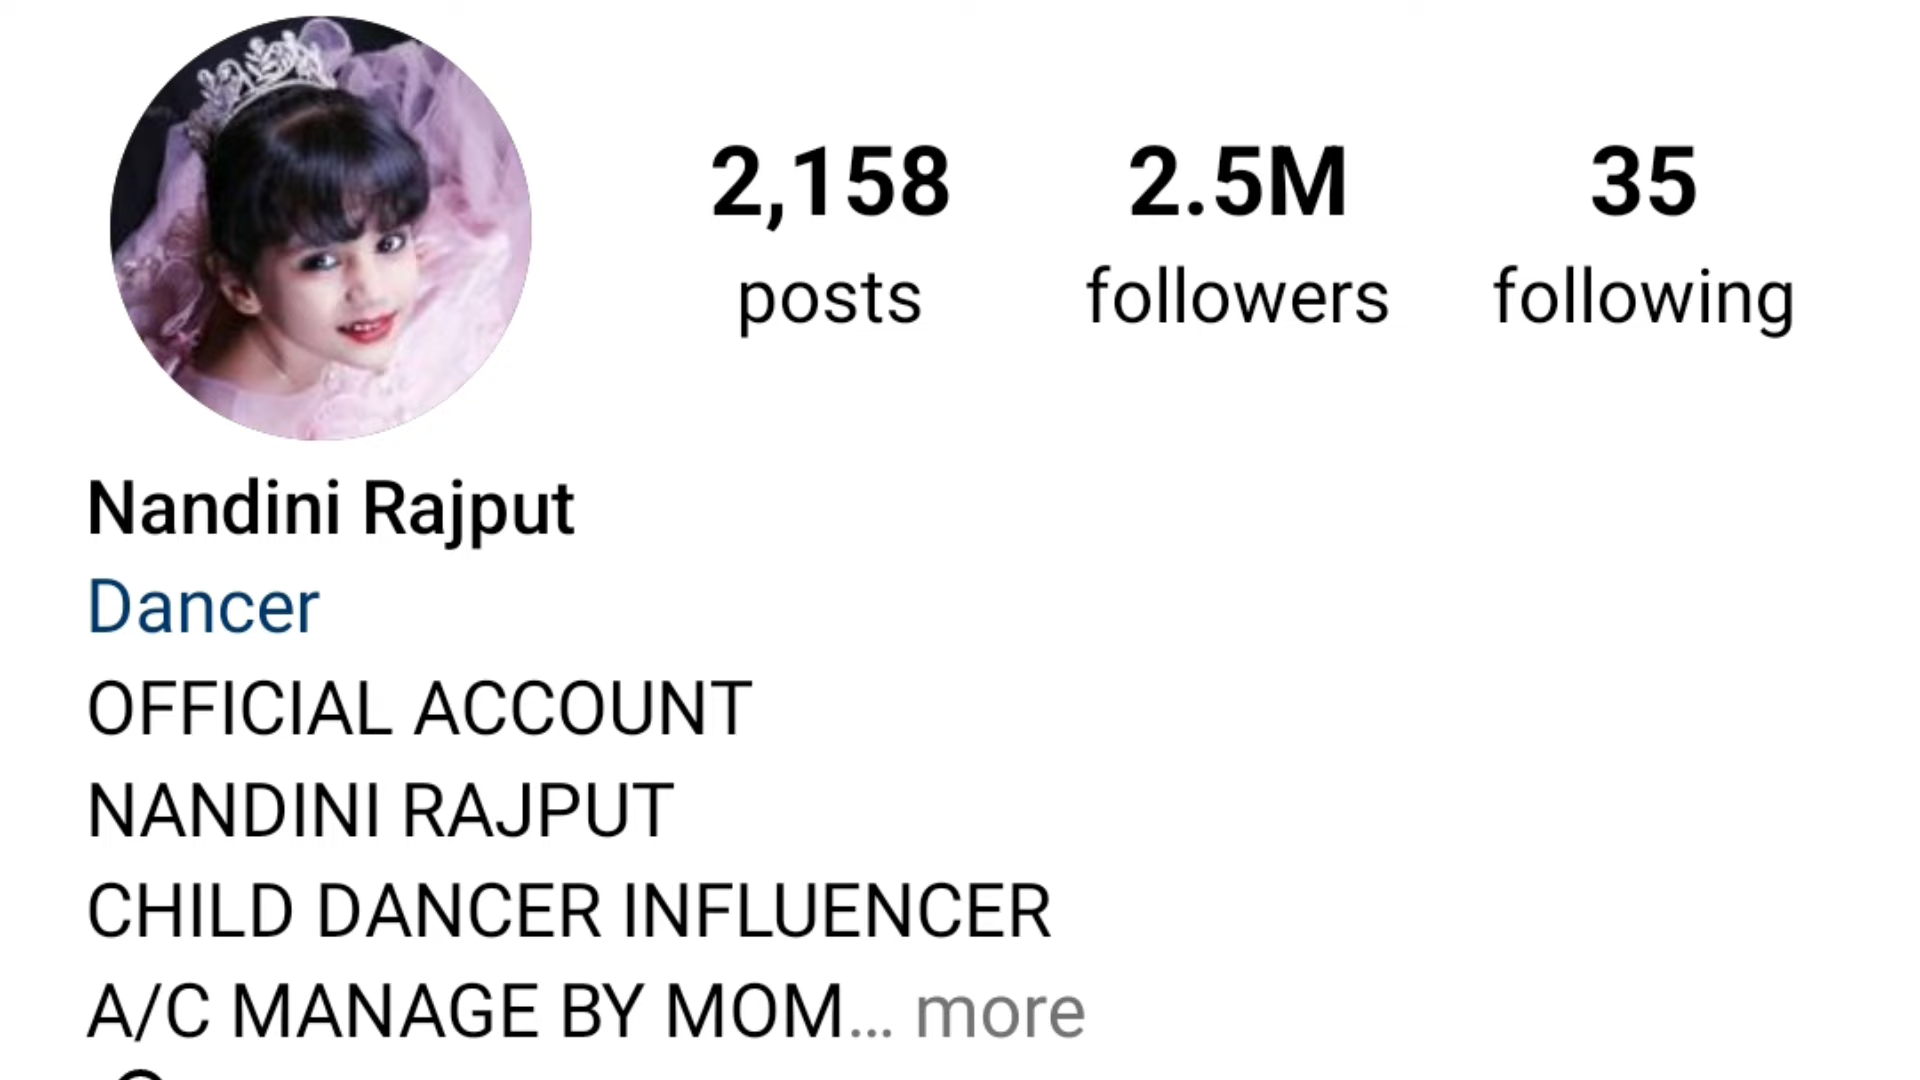 2,158 2.5M 35
posts followers following
Nandini Rajput
Dancer
OFFICIAL ACCOUNT
NANDINI RAJPUT
CHILD DANCER INFLUENCER
A/C MANAGE BY MOM... more